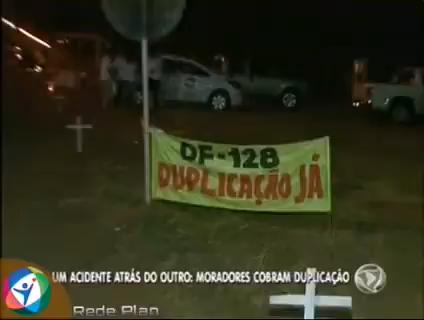 DF-128
DUPLICAÇÃO JÁ
UM ACIDENTE ATRÁS DO OUTRO: MORADORES COBRAM DUPLICAÇÃO
Rede Plan